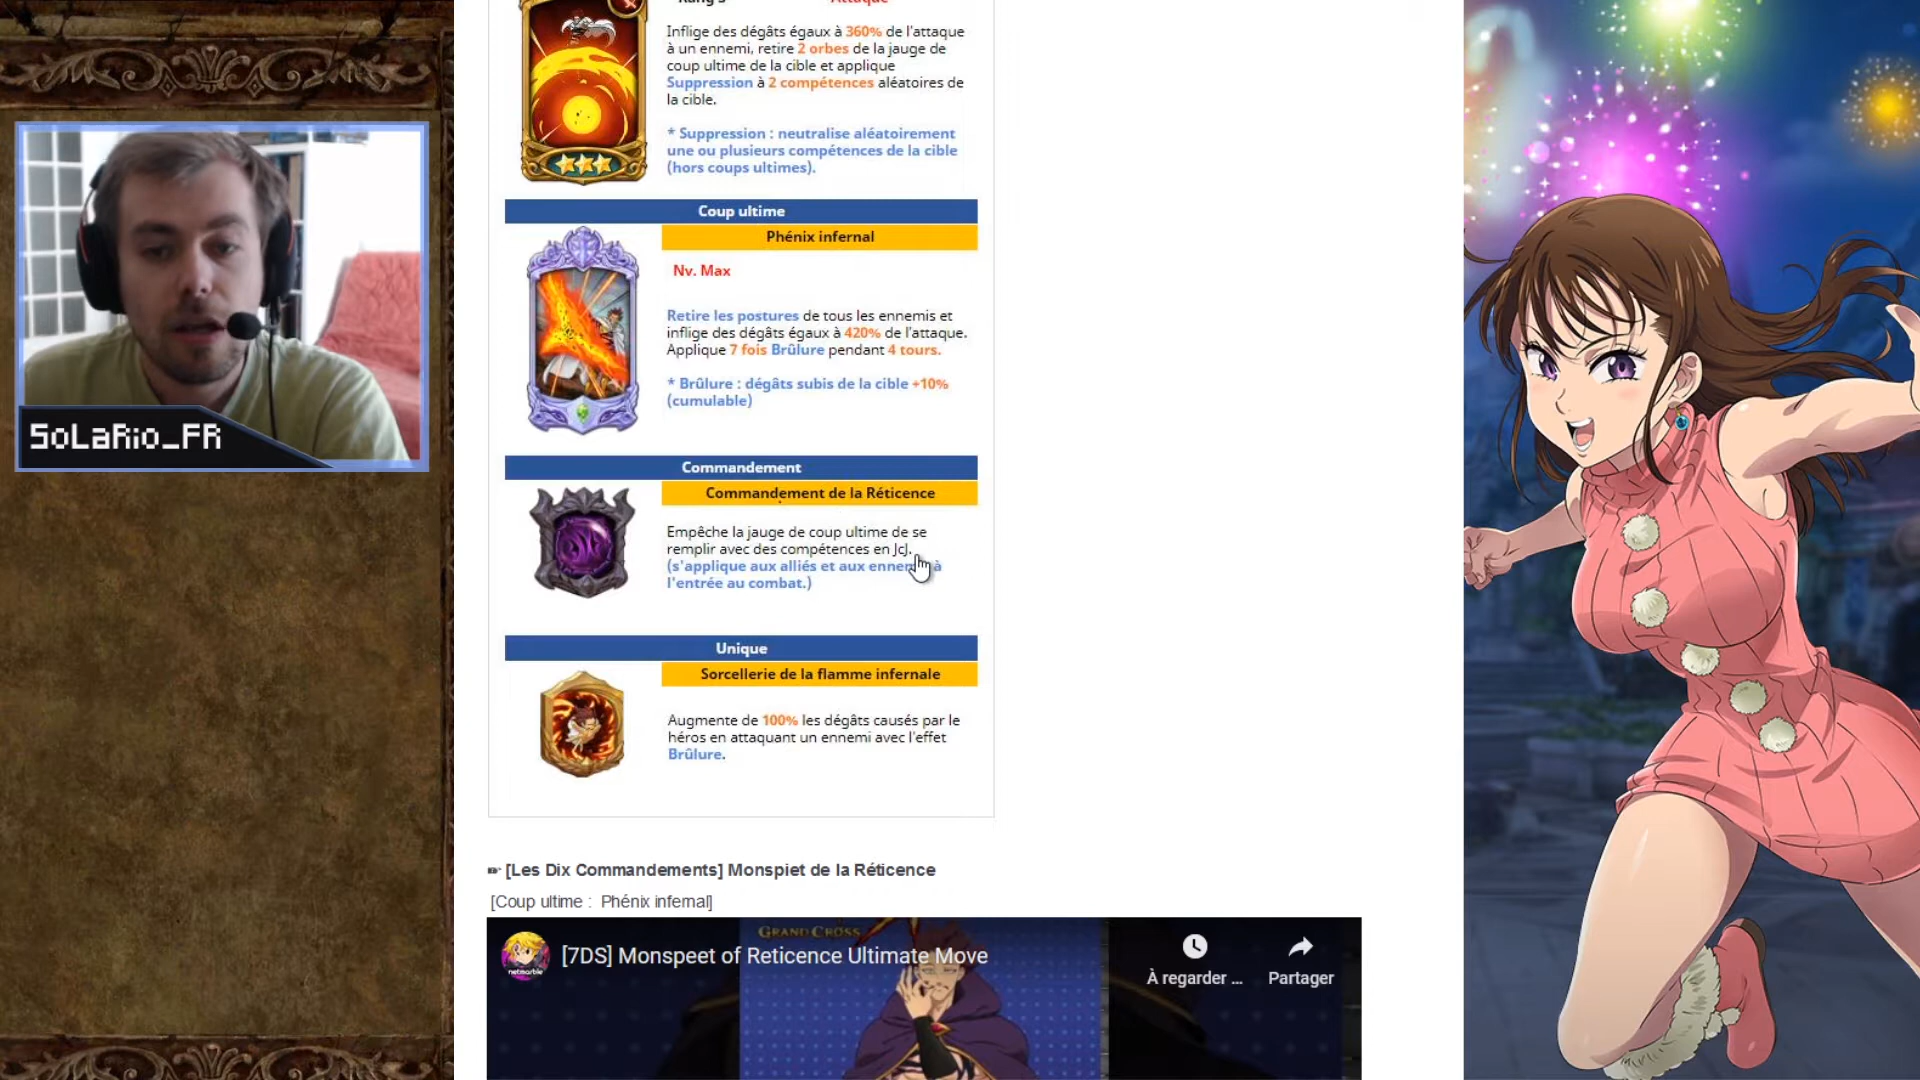 Rang 3 Attaque
Inflige des dégâts égaux à 360% de l'attaque
à un ennemi, retire 2 orbes de la jauge de
coup ultime de la cible et applique
Suppression à 2 compétences aléatoires de
la cible.
* Suppression : neutralise aléatoirement
une ou plusieurs compétences de la cible
(hors coups ultimes).
Coup ultime
Phénix infernal
Nv. Max
Retire les postures de tous les ennemis et
inflige des dégâts égaux à 420% de l'attaque.
Applique 7 fois Brûlure pendant 4 tours.
* Brûlure : dégâts subis de la cible +10%
(cumulable)
SoLaRio_FR
Commandement
Commandement de la Réticence
Empêche la jauge de coup ultime de se
remplir avec des compétences en JcJ.
(s'applique aux alliés et aux ennem à
l'entrée au combat.)
Unique
Sorcellerie de la flamme infernale
Augmente de 100% les dégâts causés par le
héros en attaquant un ennemi avec l'effet
Brûlure.
[Les Dix Commandements] Monspiet de la Réticence
[Coup ultime : Phénix infernal]
GRAND CROSS
[7DS] Monspeet of Reticence Ultimate Move
netmarble
À regarder ... Partager